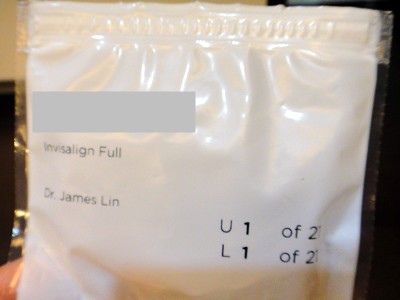 Invisalign Full
Dr. James Lin
U 1 of
L 1 of